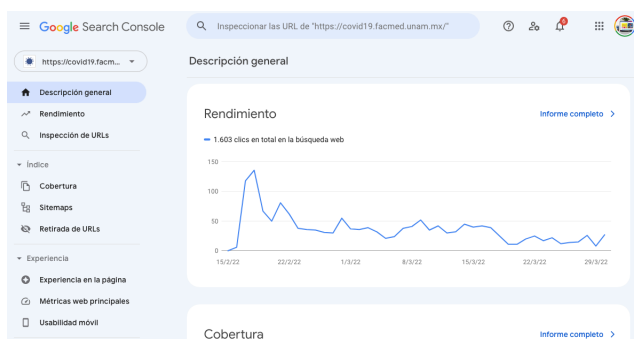 Google Search Console
Inspeccionar las URL de "https://covid19.facmed.unam.mx/"
https://covid19.facm...
Descripción general
Descripción general
Rendimiento
Inspección de URLs
Índice
Cobertura
Sitemaps
Retirada de URLs
Experiencia
Experiencia en la página
Métricas web principales
Usabilidad móvil
Rendimiento
Informe completo
1.603 clics en total en la búsqueda web
150
100
50
0
15/2/22 22/2/22 1/3/22 8/3/22 15/3/22 22/3/22 29/3/22
Cobertura
Informe completo